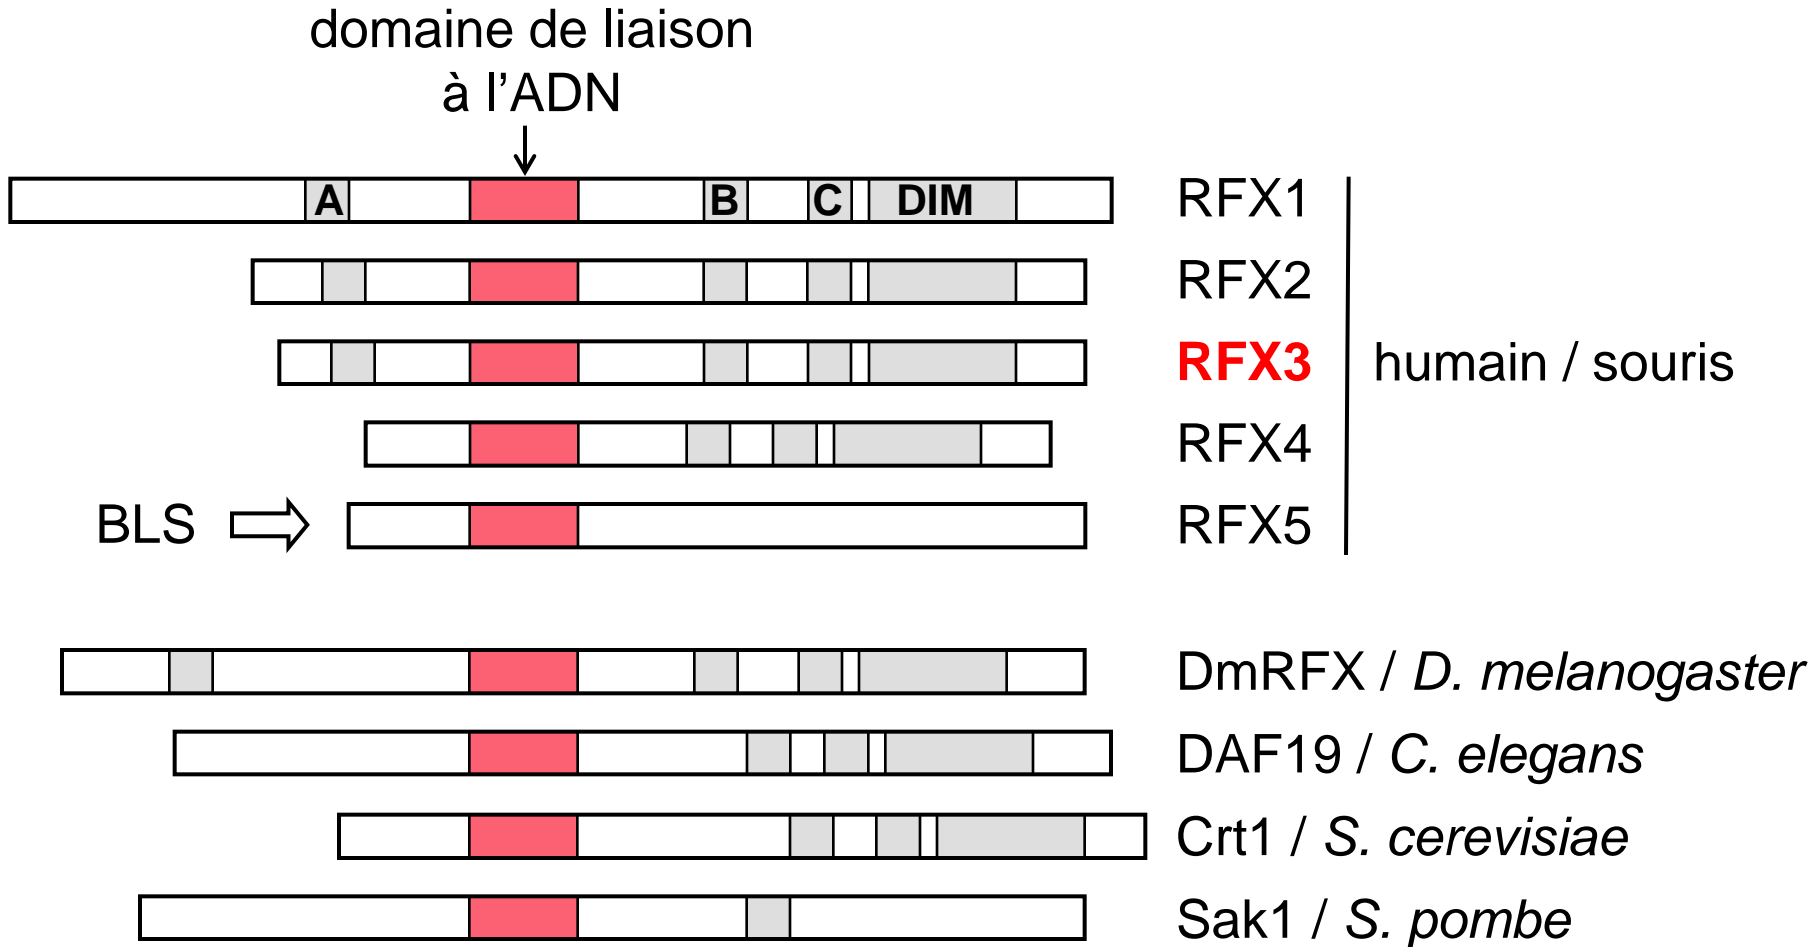 domaine de liaison
à l’ADN
A B C DIM RFX1
RFX2
RFX3 humain / souris
RFX4
BLS RFX5
DmRFX / D. melanogaster
DAF19 / C. elegans
Crt1 / S. cerevisiae
Sak1 / S. pombe